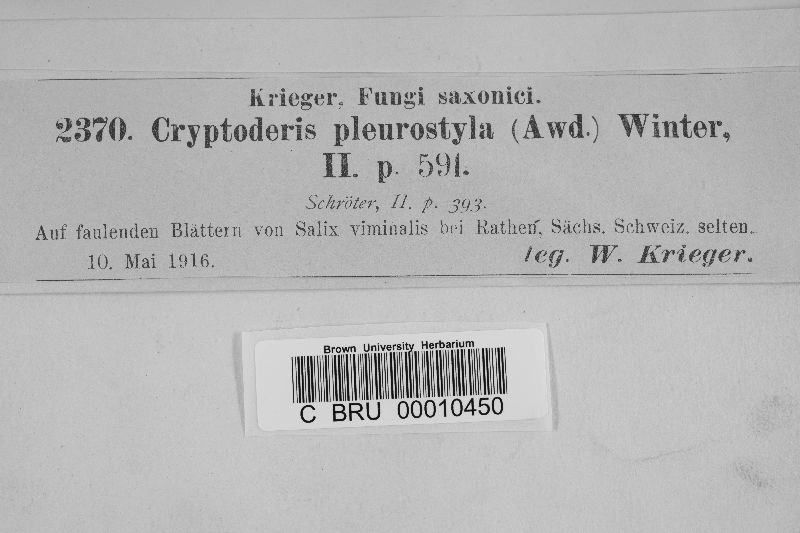 Krieger, Fungi saxonici.
2370. Cryptoderis pleurostyla (Awd.) Winter,
II. p. 591.
Schröter, II. p. 393.
Auf faulenden Blättern von Salix viminalis bei Rathen, Sächs. Schweiz. selten.
10. Mai 1916.
leg. W. Krieger.
Brown University Herbarium
C BRU 00010450